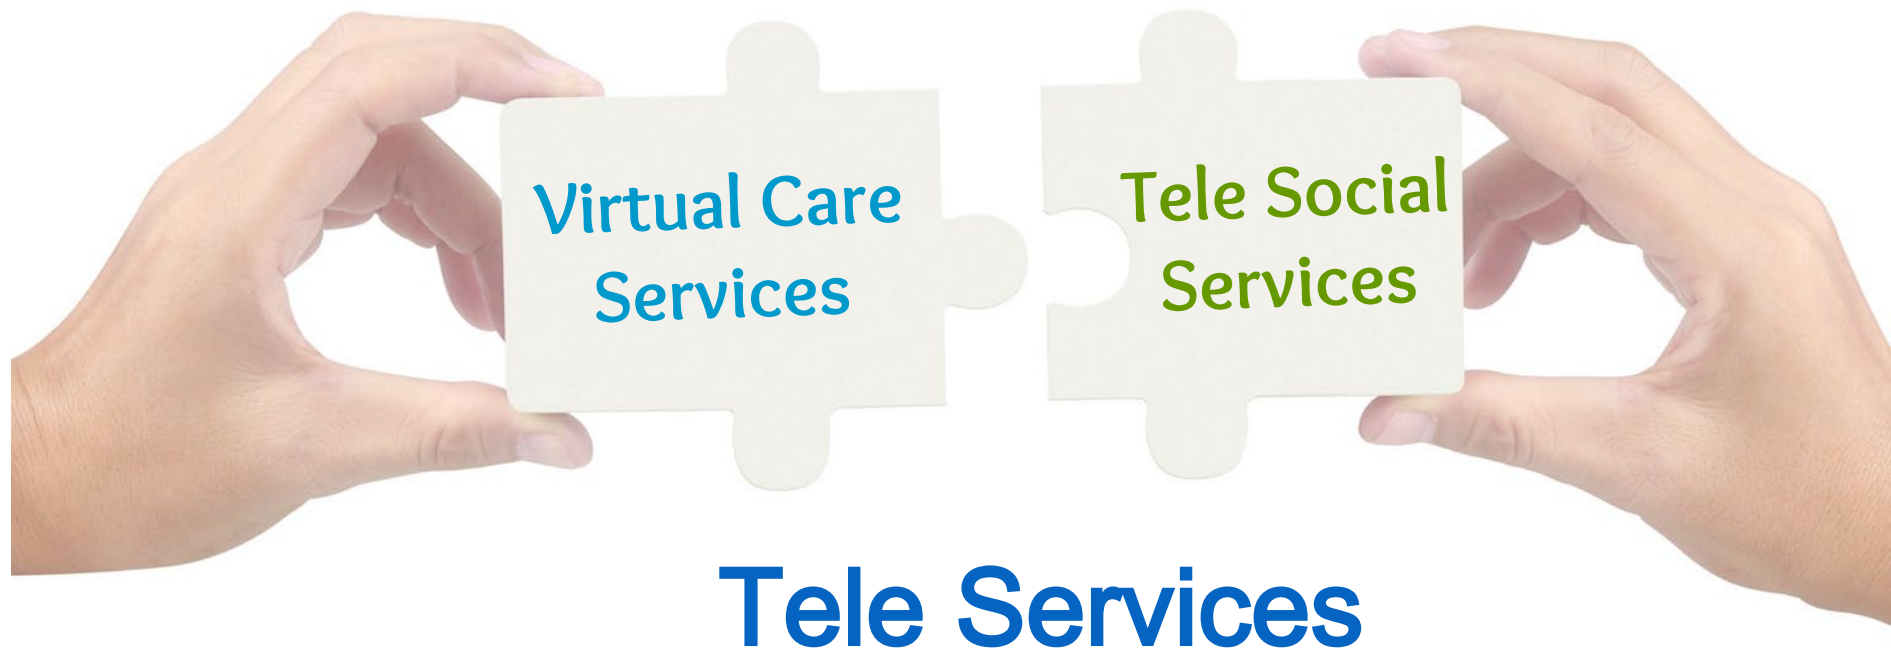 Virtual Care
Services
Tele Social
Services
Tele Services